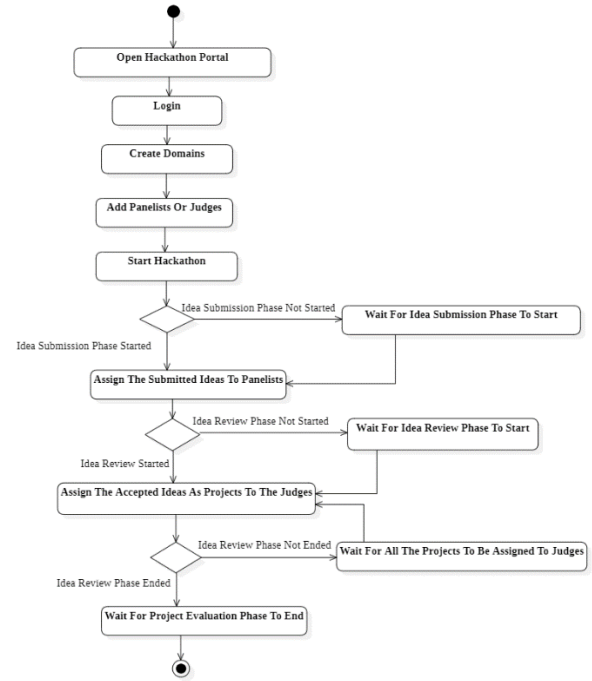 Open Hackathon Portal
Login
Create Domains
Add Panelists Or Judges
Start Hackathon
Idea Submission Phase Not Started
Wait For Idea Submission Phase To Start
Idea Submission Phase Started
Assign The Submitted Ideas To Panelists
Idea Review Phase Not Started
Wait For Idea Review Phase To Start
Idea Review Started
Assign The Accepted Ideas As Projects To The Judges
Idea Review Phase Not Ended
Wait For All The Projects To Be Assigned To Judges
Idea Review Phase Ended
Wait For Project Evaluation Phase To End